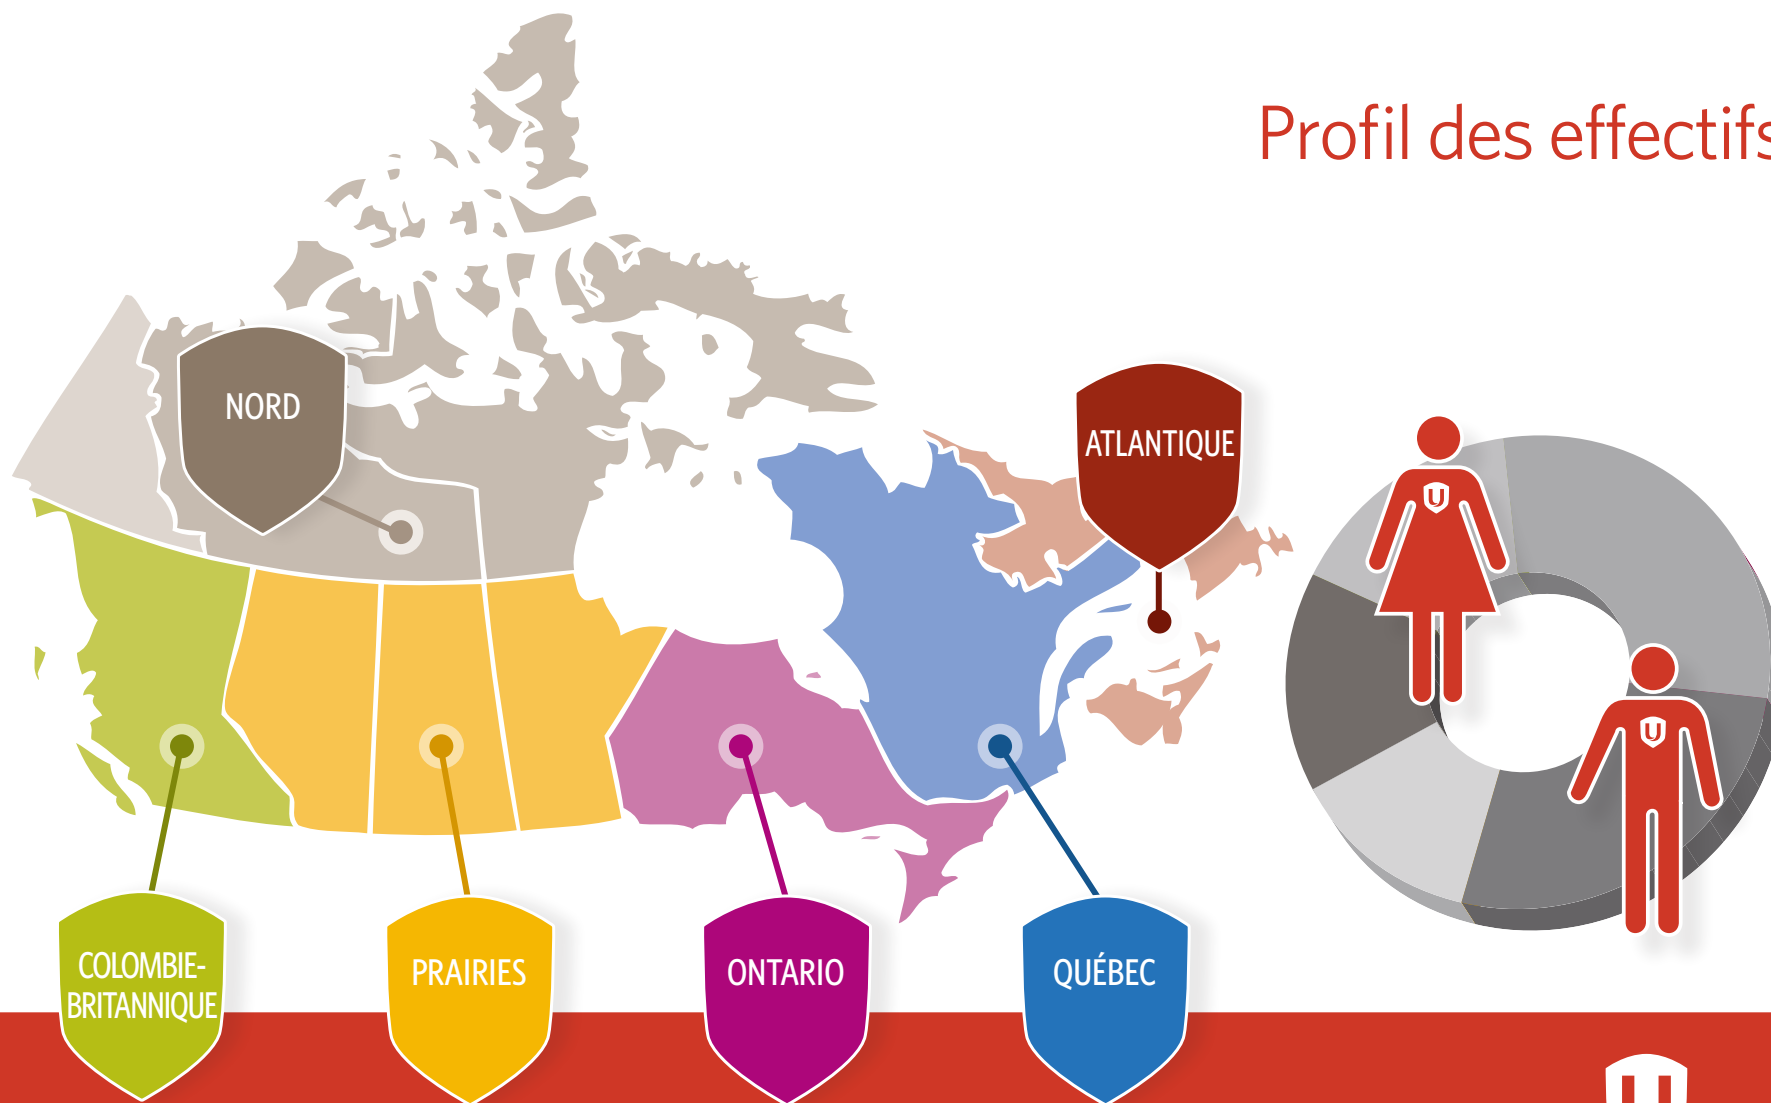 Profil des effectifs
NORD
ATLANTIQUE
COLOMBIE-
BRITANNIQUE
PRAIRIES
ONTARIO
QUÉBEC